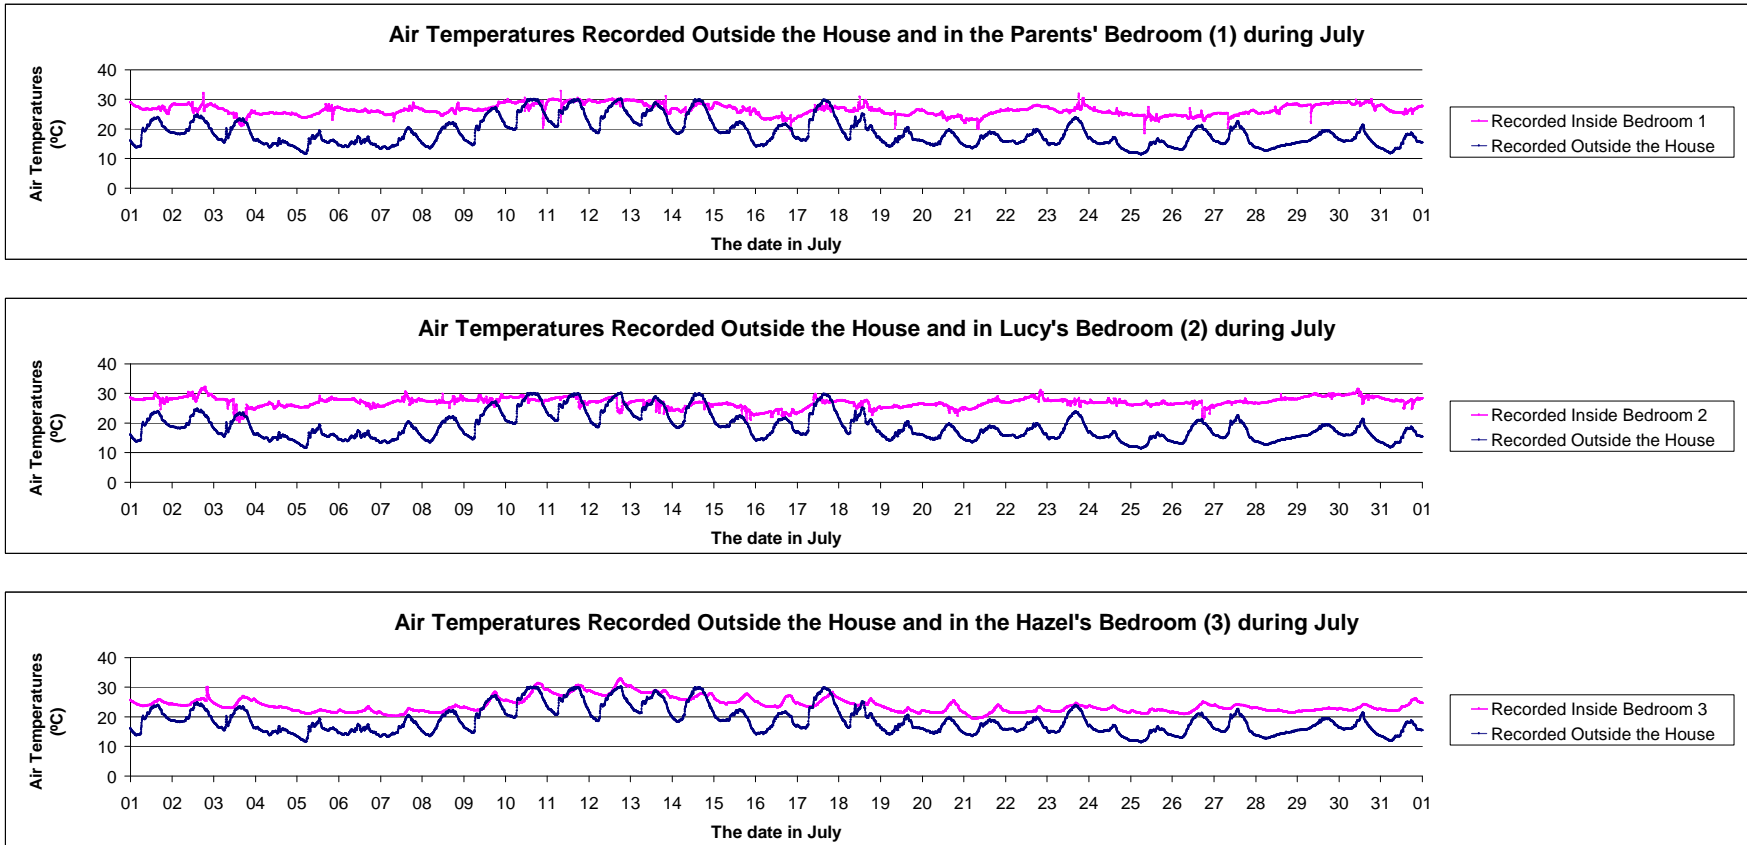 Air Temperatures Recorded Outside the House and in the Parents' Bedroom (1) during July
Air Temperatures
(ºC)
40
30
20
10
0
01 02 03 04 05 06 07 08 09 10 11 12 13 14 15 16 17 18 19 20 21 22 23 24 25 26 27 28 29 30 31 01
The date in July
Recorded Inside Bedroom 1
Recorded Outside the House
Air Temperatures Recorded Outside the House and in Lucy's Bedroom (2) during July
Air Temperatures
(ºC)
40
30
20
10
0
01 02 03 04 05 06 07 08 09 10 11 12 13 14 15 16 17 18 19 20 21 22 23 24 25 26 27 28 29 30 31 01
The date in July
Recorded Inside Bedroom 2
Recorded Outside the House
Air Temperatures Recorded Outside the House and in the Hazel's Bedroom (3) during July
Air Temperatures
(ºC)
40
30
20
10
0
01 02 03 04 05 06 07 08 09 10 11 12 13 14 15 16 17 18 19 20 21 22 23 24 25 26 27 28 29 30 31 01
The date in July
Recorded Inside Bedroom 3
Recorded Outside the House